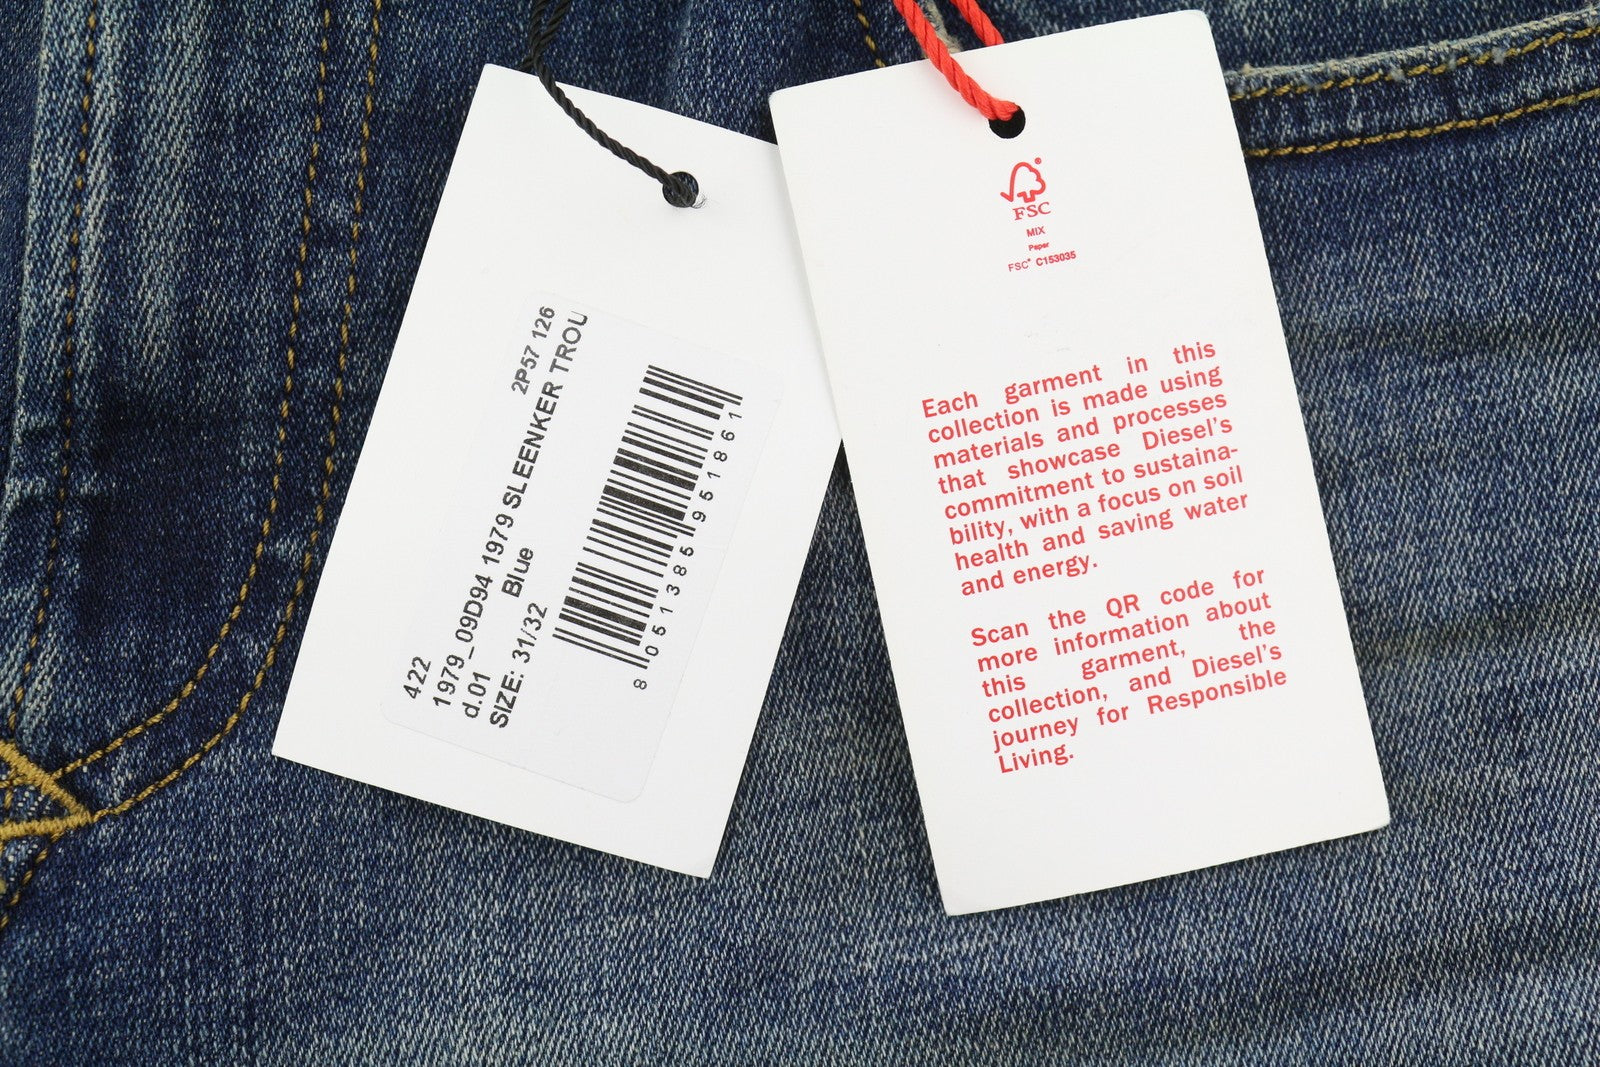 2P57 126
422
1979_09D94 1979 SLEENKER TROU
d.01 Blue
SIZE: 31/32
8 051385 951861
FSC
MIX
Paper
FSC® C153035
Each garment in this
collection is made using
materials and processes
that showcase Diesel's
commitment to sustaina-
bility, with a focus on soil
health and saving water
and energy.
Scan the QR code for
more information about
this garment, the
collection, and Diesel's
journey for Responsible
Living.